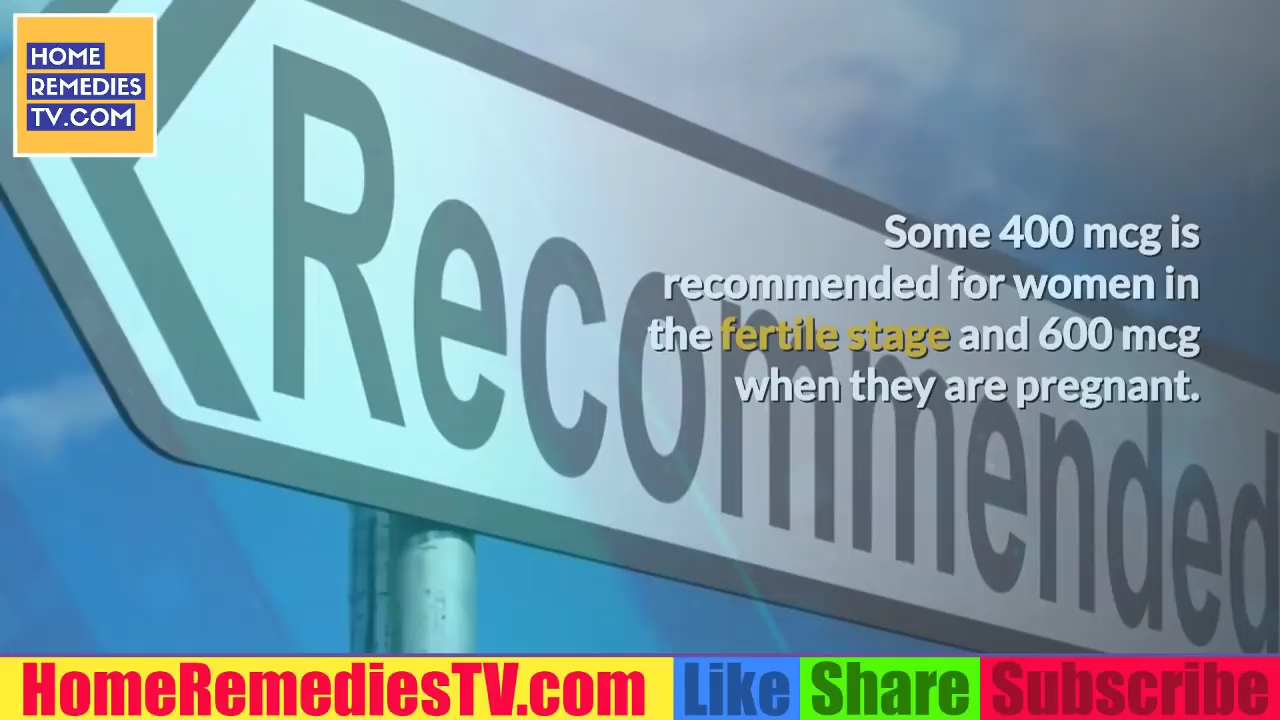 HOME
REMEDIES
TV.COM
Recommended
Some 400 mcg is
recommended for women in
the fertile stage and 600 mcg
when they are pregnant.
HomeRemediesTV.com Like Share Subscribe